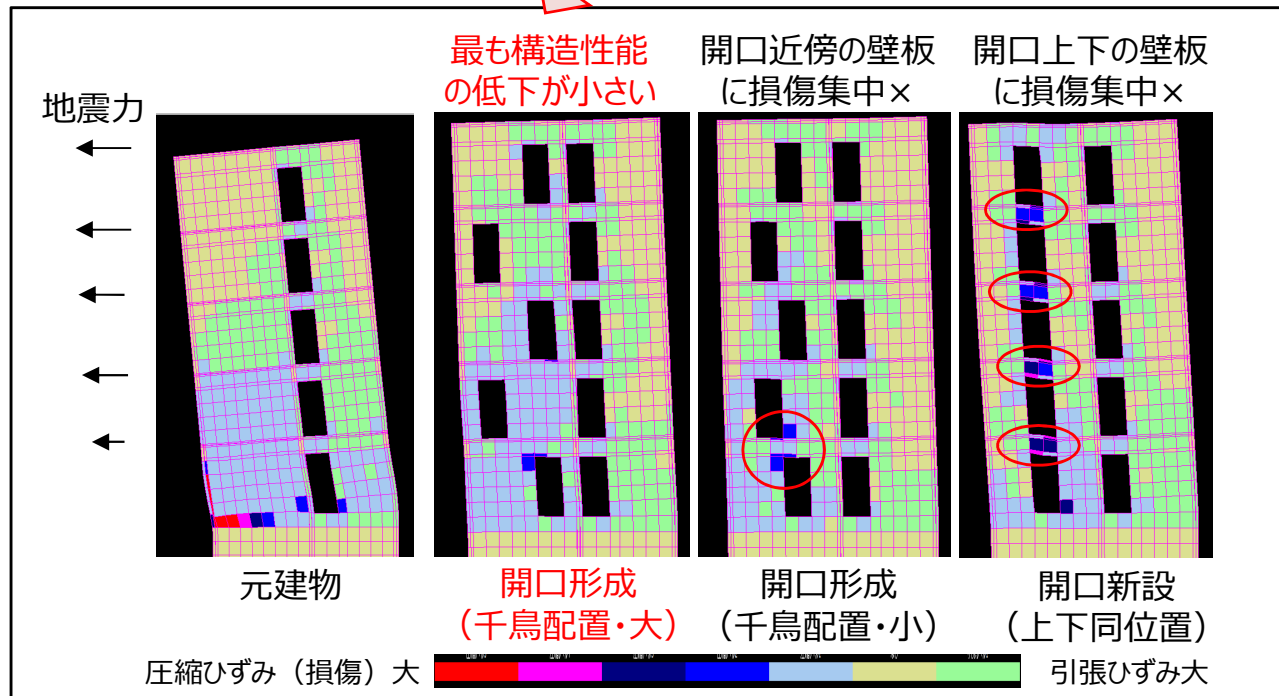 最も構造性能
の低下が小さい
開口近傍の壁板
に損傷集中×
開口上下の壁板
に損傷集中×
地震力
元建物
開口形成
（千鳥配置・大）
開口形成
（千鳥配置・小）
開口新設
（上下同位置）
圧縮ひずみ（損傷）大
引張ひずみ大